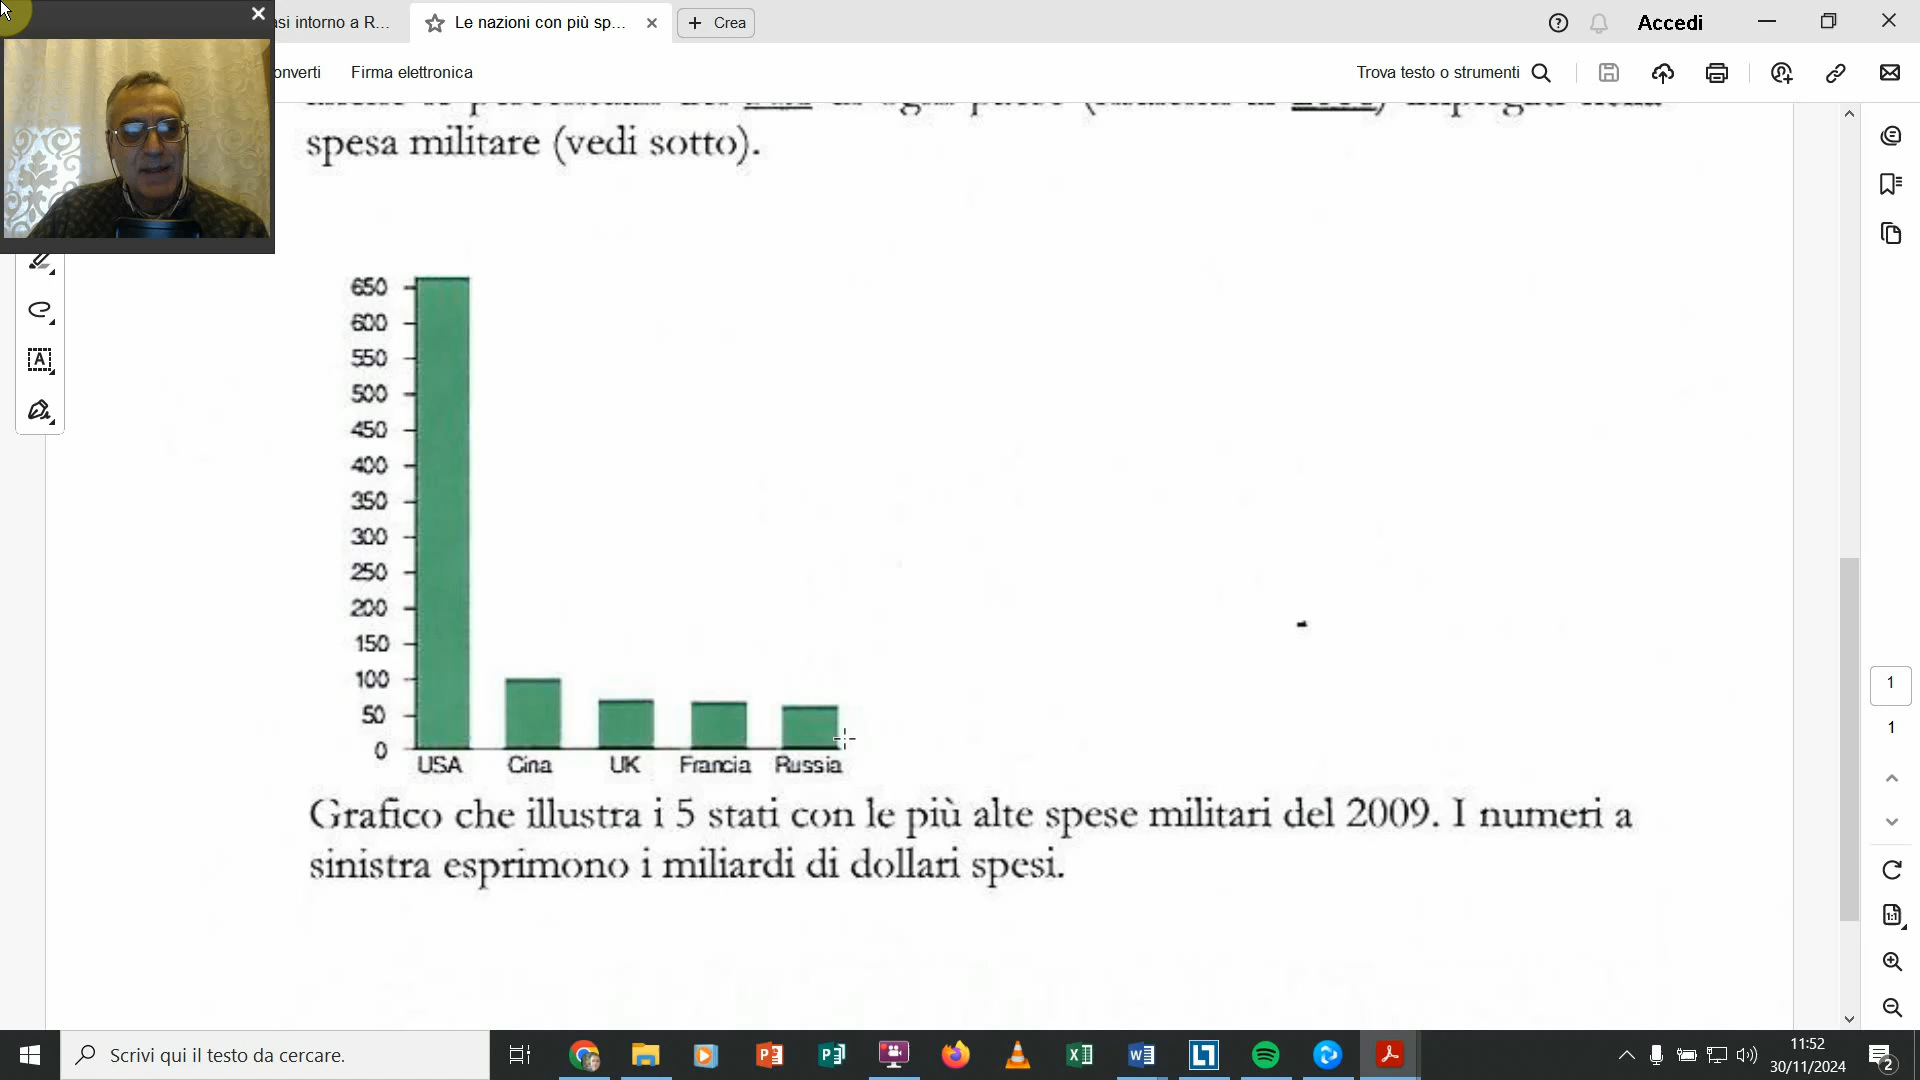 asi intorno a R...
Le nazioni con più sp...
Crea
Accedi
onverti
Firma elettronica
Trova testo o strumenti
spesa militare (vedi sotto).
650
600
550
500
450
400
350
300
250
200
150
100
50
0
USA
Cina
UK
Francia
Russia
Grafico che illustra i 5 stati con le più alte spese militari del 2009. I numeri a
sinistra esprimono i miliardi di dollari spesi.
1
1
Scrivi qui il testo da cercare.
11:52
30/11/2024
2